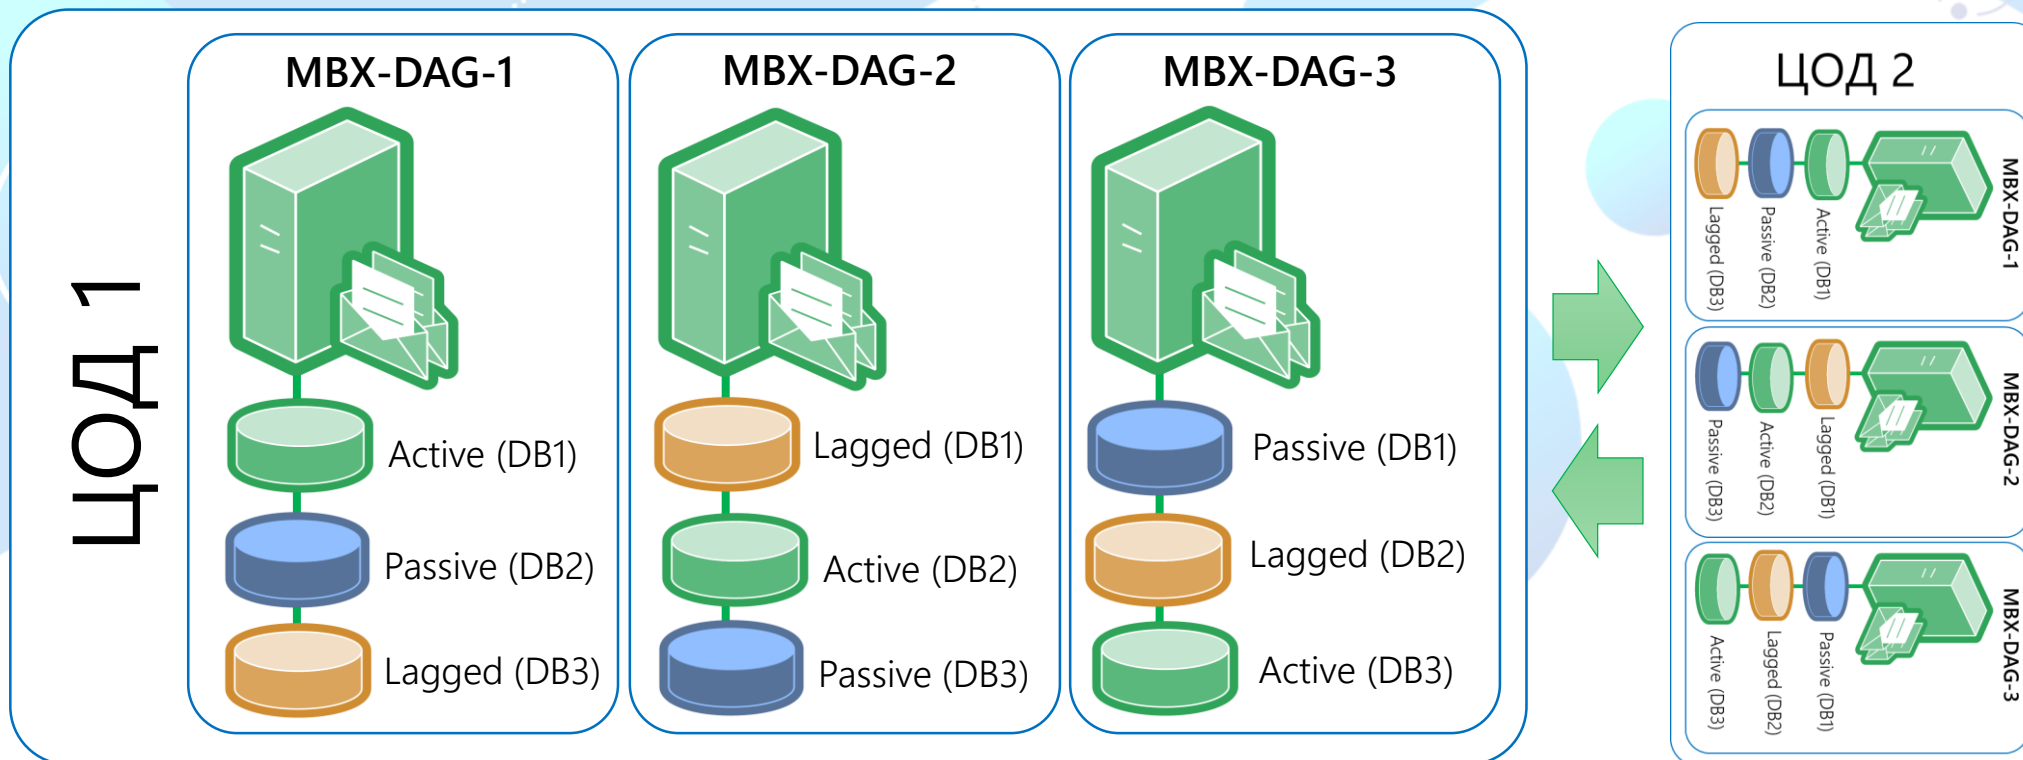 ЦОД 1
MBX-DAG-1
Active (DB1)
Passive (DB2)
Lagged (DB3)
MBX-DAG-2
Lagged (DB1)
Active (DB2)
Passive (DB3)
MBX-DAG-3
Passive (DB1)
Lagged (DB2)
Active (DB3)
ЦОД 2
MBX-DAG-1
Active (DB1)
Passive (DB2)
Lagged (DB3)
MBX-DAG-2
Lagged (DB1)
Active (DB2)
Passive (DB3)
MBX-DAG-3
Passive (DB1)
Lagged (DB2)
Active (DB3)